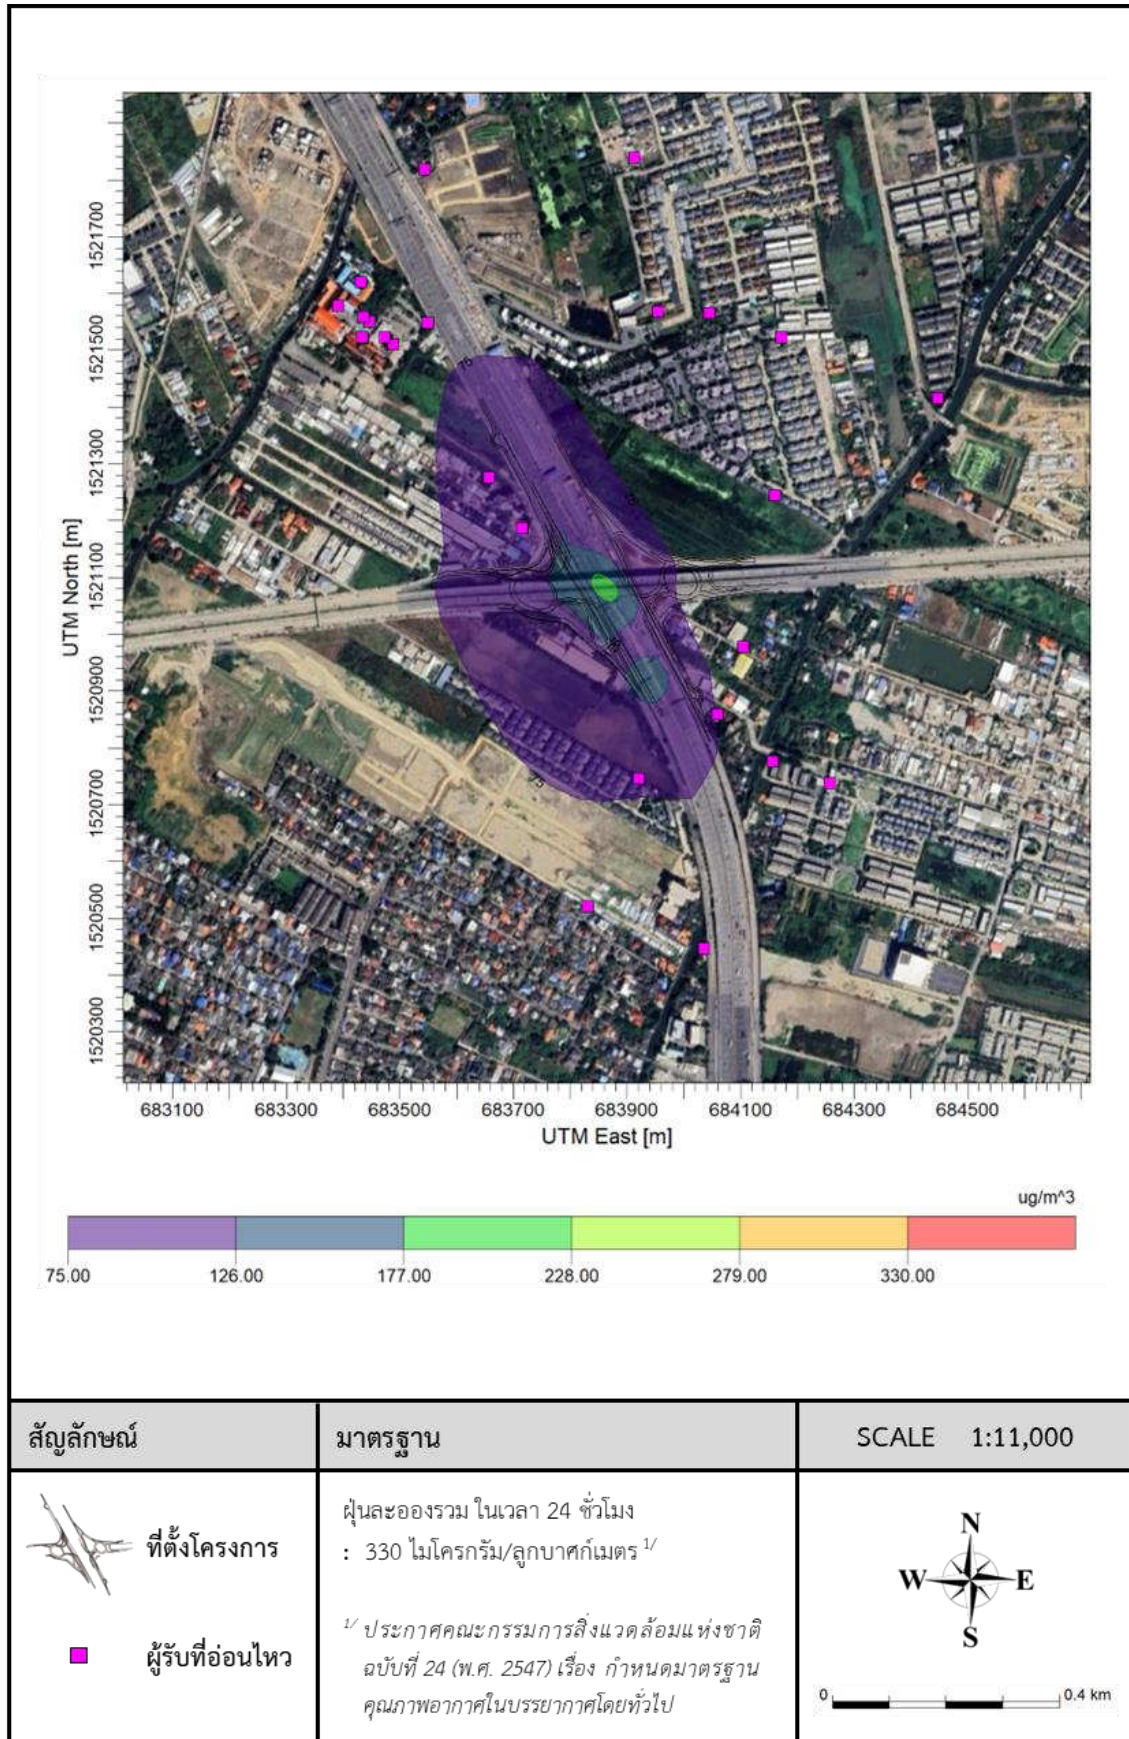 1521700
1521500
1521300
1521100
1520900
1520700
1520500
1520300
UTM North [m]
683100 683300 683500 683700 683900 684100 684300 684500
UTM East [m]
ug/m^3
75.00 126.00 177.00 228.00 279.00 330.00
สัญลักษณ์
ที่ตั้งโครงการ
ผู้รับที่อ่อนไหว
มาตรฐาน
ฝุ่นละอองรวม ในเวลา 24 ชั่วโมง
: 330 ไมโครกรัม/ลูกบาศก์เมตร 1/
1/ ประกาศคณะกรรมการสิ่งแวดล้อมแห่งชาติ
ฉบับที่ 24 (พ.ศ. 2547) เรื่อง กำหนดมาตรฐาน
คุณภาพอากาศในบรรยากาศโดยทั่วไป
SCALE 1:11,000
N
W E
S
0 0.4 km